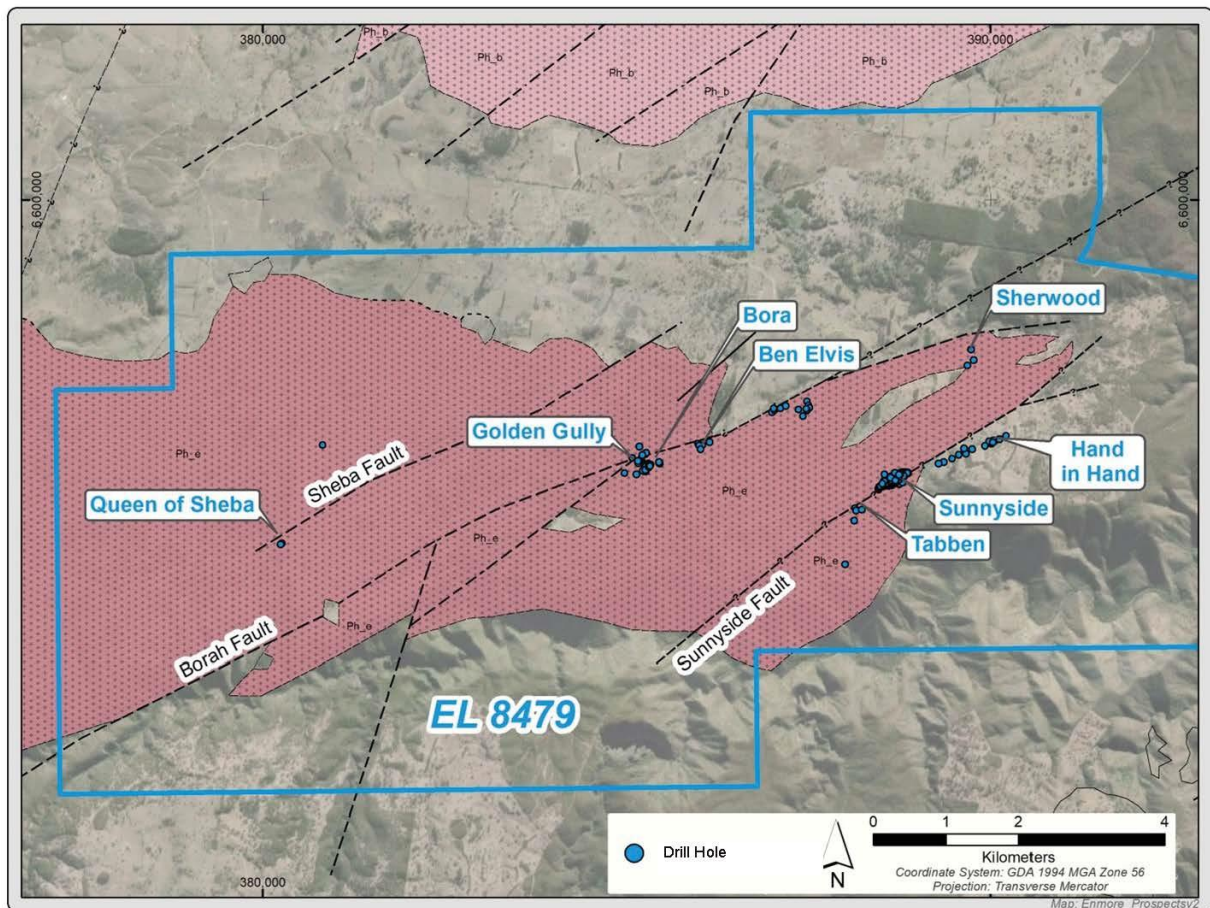 380,000
390,000
Ph_b
Ph_b
Ph_b
Ph_b
Ph_b
6,600,000
6,600,000
Sherwood
Bora
Ben Elvis
Golden Gully
Hand
in Hand
Ph_e
Sheba Fault
Queen of Sheba
Ph_e
Sunnyside
Ph_e
Tabben
Ph_e
Ph_e
Borah Fault
Sunnyside Fault
EL 8479
Drill Hole
N
0 1 2 4
Kilometers
Coordinate System: GDA 1994 MGA Zone 56
Projection: Transverse Mercator
380,000
Map: Enmore_Prospectsv2